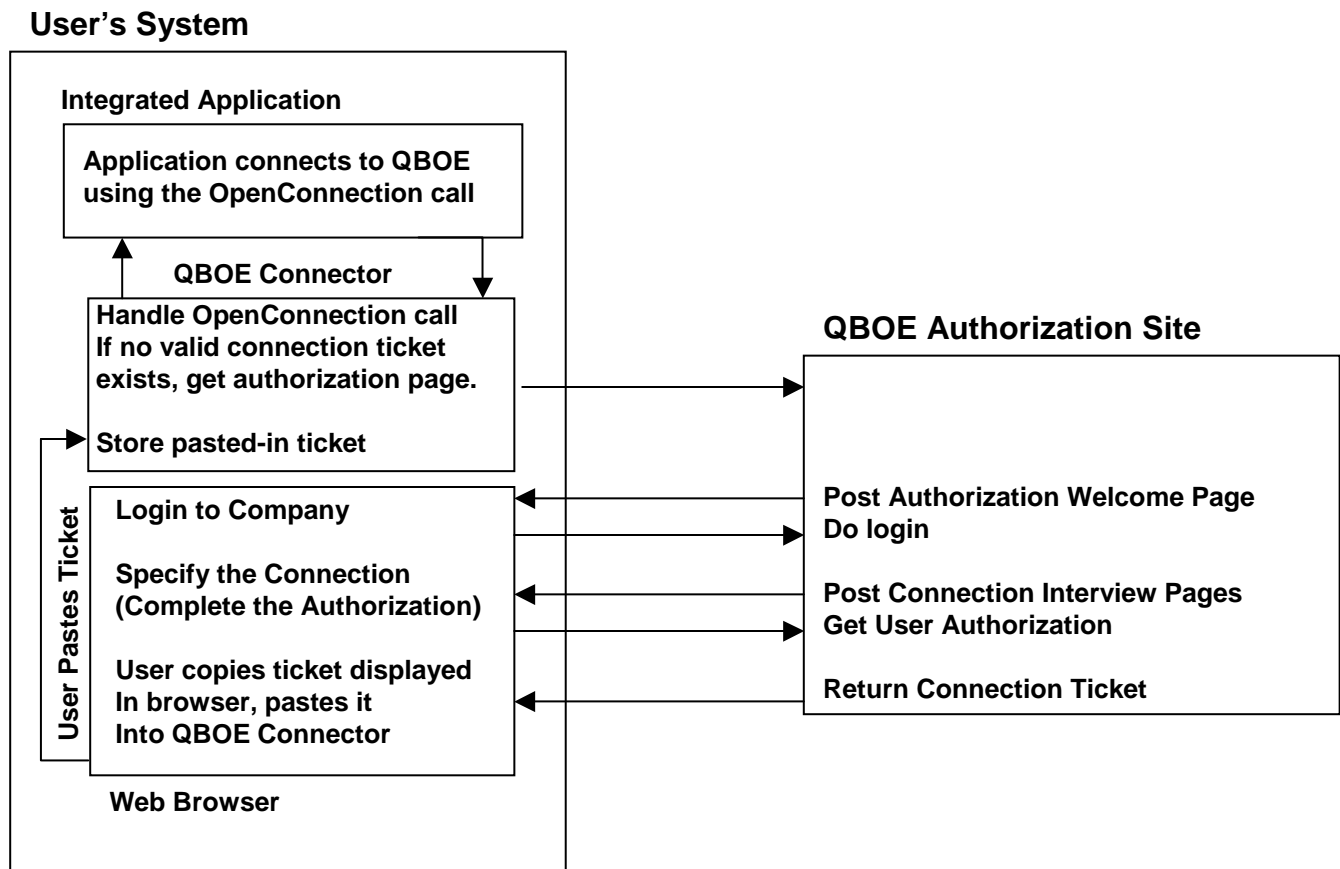 User’s System
Integrated Application
Application connects to QBOE
using the OpenConnection call
QBOE Connector
Handle OpenConnection call
If no valid connection ticket
exists, get authorization page.
Store pasted-in ticket
User Pastes Ticket
Login to Company
Specify the Connection
(Complete the Authorization)
User copies ticket displayed
In browser, pastes it
Into QBOE Connector
Web Browser
QBOE Authorization Site
Post Authorization Welcome Page
Do login
Post Connection Interview Pages
Get User Authorization
Return Connection Ticket